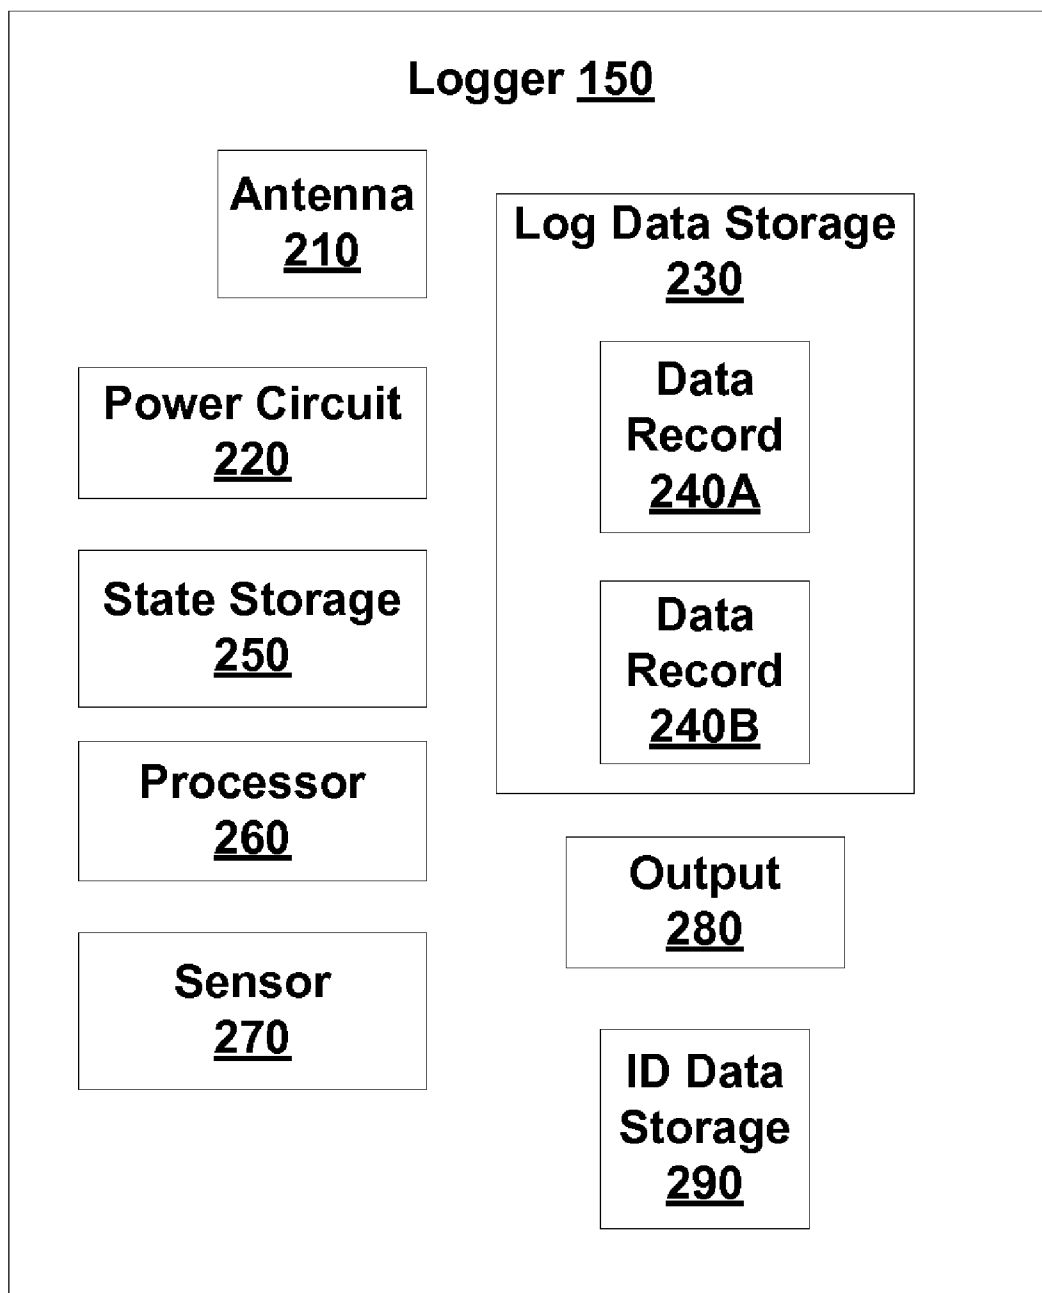 Logger 150
Antenna
210
Power Circuit
220
State Storage
250
Processor
260
Sensor
270
Log Data Storage
230
Data
Record
240A
Data
Record
240B
Output
280
ID Data
Storage
290